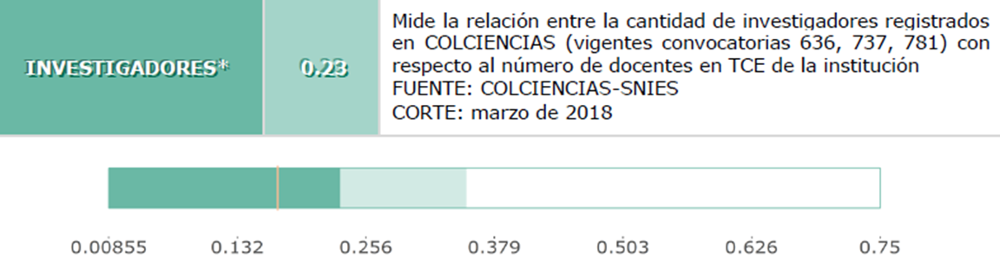 INVESTIGADORES*
0.23
Mide la relación entre la cantidad de investigadores registrados
en COLCIENCIAS (vigentes convocatorias 636, 737, 781) con
respecto al número de docentes en TCE de la institución
FUENTE: COLCIENCIAS-SNIES
CORTE: marzo de 2018
0.00855 0.132 0.256 0.379 0.503 0.626 0.75